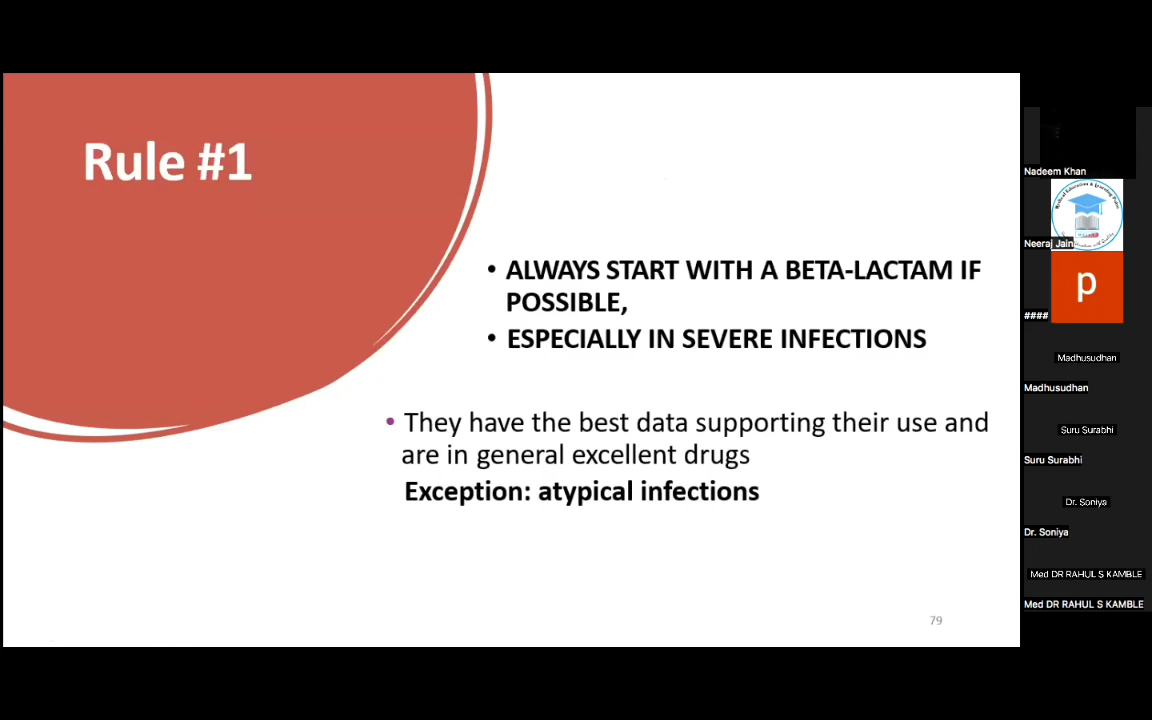 Rule #1
• ALWAYS START WITH A BETA-LACTAM IF
POSSIBLE,
• ESPECIALLY IN SEVERE INFECTIONS
• They have the best data supporting their use and
are in general excellent drugs
Exception: atypical infections
79
Nadeem Khan
Neeraj Jain
p
####
Madhusudhan
Madhusudhan
Suru Surabhi
Suru Surabhi
Dr. Soniya
Dr. Soniya
Med DR RAHUL S KAMBLE
Med DR RAHUL S KAMBLE